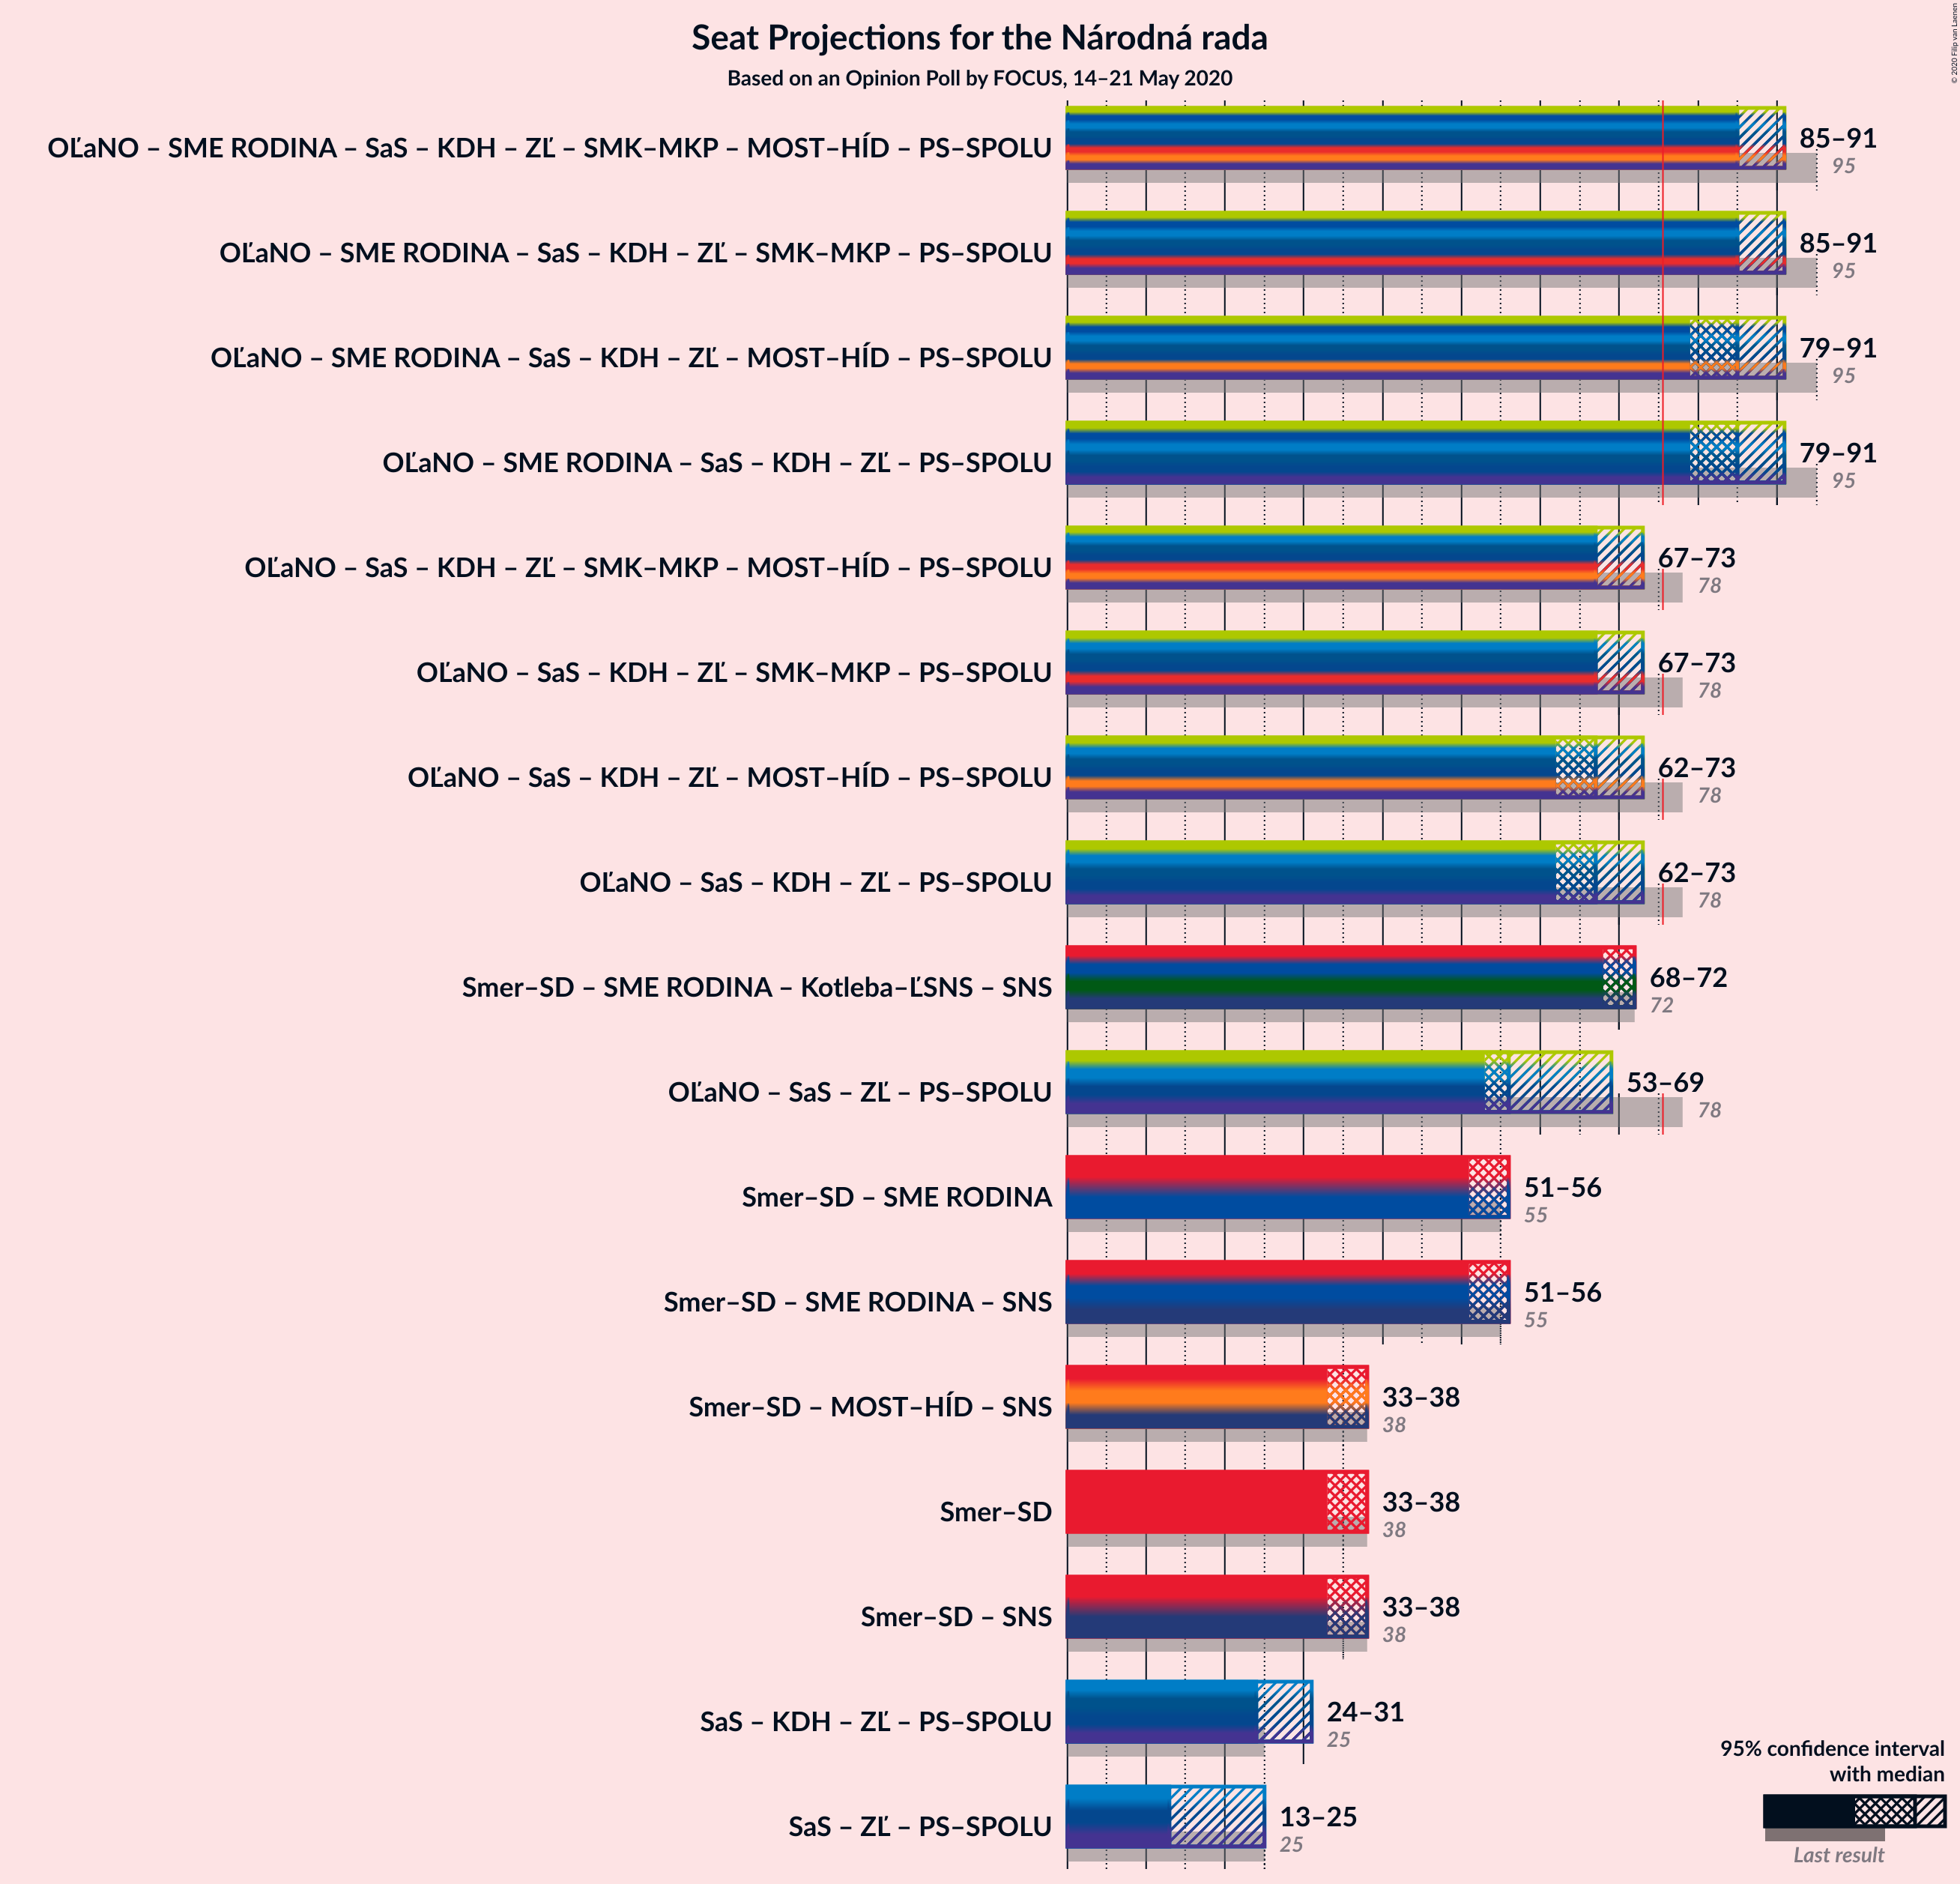 Seat Projections for the Národná rada
Based on an Opinion Poll by FOCUS, 14–21 May 2020
© 2020 Filip van Laenen
OĽaNO – SME RODINA – SaS – KDH – ZĽ – SMK–MKP – MOST–HÍD – PS–SPOLU
85–91
95
OĽaNO – SME RODINA – SaS – KDH – ZĽ – SMK–MKP – PS–SPOLU
85–91
95
OĽaNO – SME RODINA – SaS – KDH – ZĽ – MOST–HÍD – PS–SPOLU
79–91
95
OĽaNO – SME RODINA – SaS – KDH – ZĽ – PS–SPOLU
79–91
95
OĽaNO – SaS – KDH – ZĽ – SMK–MKP – MOST–HÍD – PS–SPOLU
67–73
78
OĽaNO – SaS – KDH – ZĽ – SMK–MKP – PS–SPOLU
67–73
78
OĽaNO – SaS – KDH – ZĽ – MOST–HÍD – PS–SPOLU
62–73
78
OĽaNO – SaS – KDH – ZĽ – PS–SPOLU
62–73
78
Smer–SD – SME RODINA – Kotleba–ĽSNS – SNS
68–72
72
OĽaNO – SaS – ZĽ – PS–SPOLU
53–69
78
Smer–SD – SME RODINA
51–56
55
Smer–SD – SME RODINA – SNS
51–56
55
Smer–SD – MOST–HÍD – SNS
33–38
38
Smer–SD
33–38
38
Smer–SD – SNS
33–38
38
SaS – KDH – ZĽ – PS–SPOLU
24–31
25
SaS – ZĽ – PS–SPOLU
13–25
25
95% confidence interval
with median
Last result